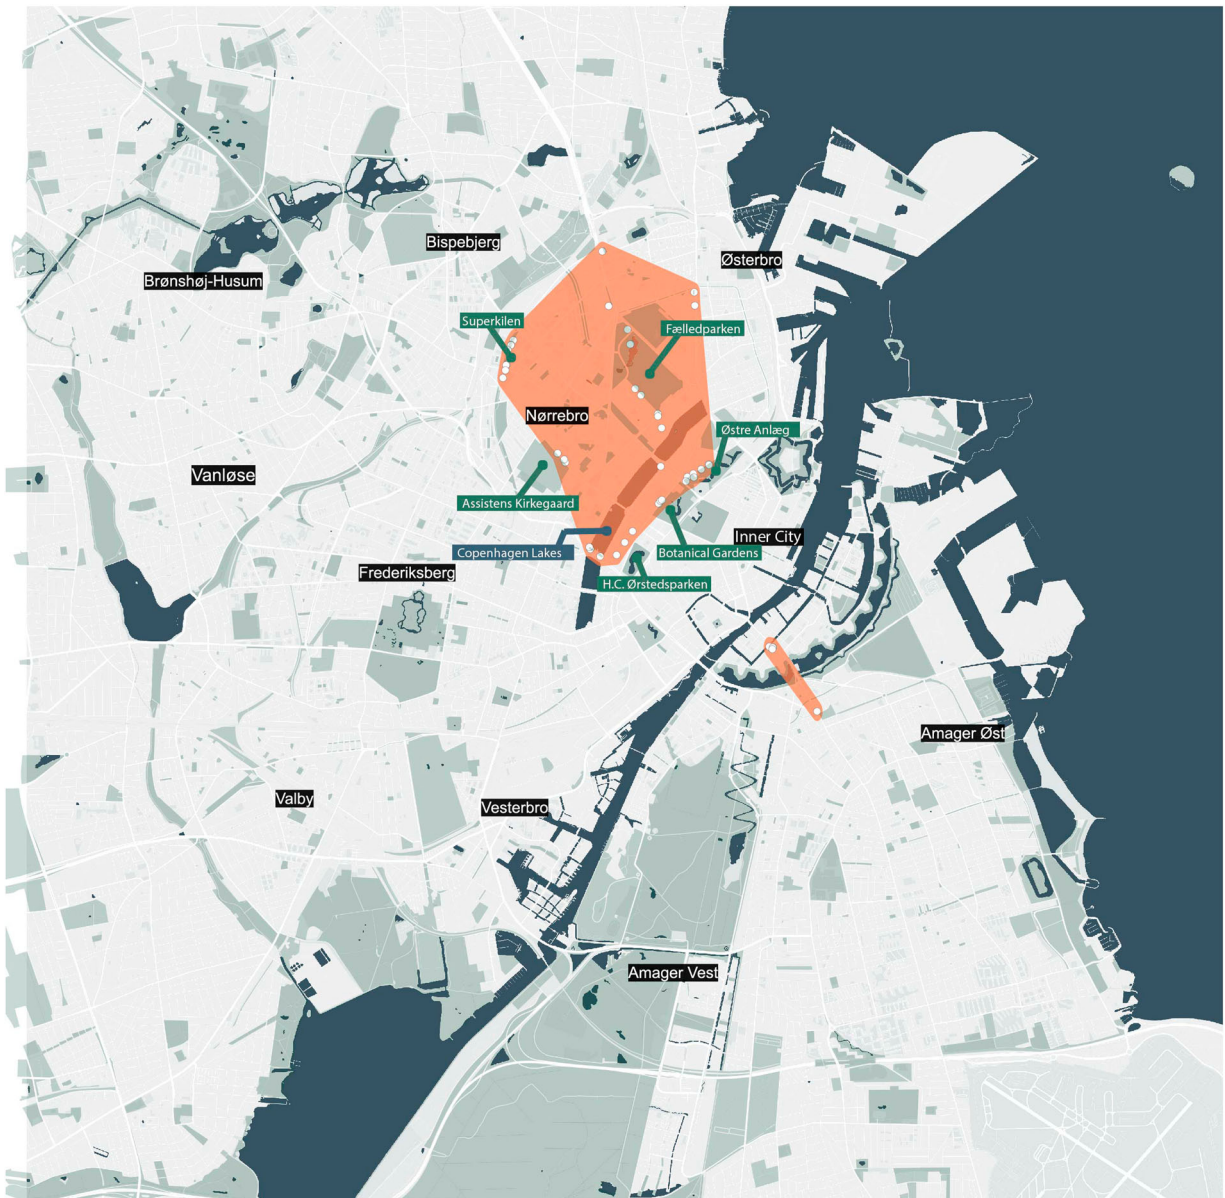 Bispebjerg
Østerbro
Brønshøj-Husum
Superkilen
Fælledparken
Nørrebro
Østre Anlæg
Vanløse
Assistens Kirkegaard
Inner City
Copenhagen Lakes
Botanical Gardens
Frederiksberg
H.C. Ørstedsparken
Amager Øst
Valby
Vesterbro
Amager Vest